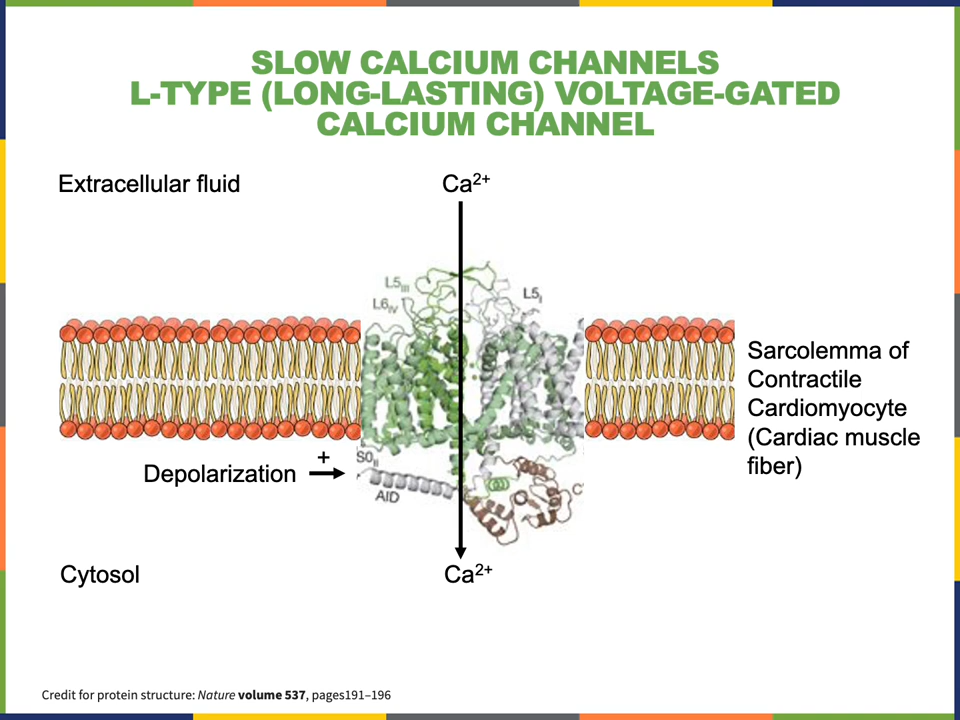 SLOW CALCIUM CHANNELS
L-TYPE (LONG-LASTING) VOLTAGE-GATED
CALCIUM CHANNEL
Extracellular fluid
Ca²⁺
L5III
L6IV
L5I
Sarcolemma of
Contractile
Cardiomyocyte
(Cardiac muscle
fiber)
+
Depolarization
S0II
AID
C
Cytosol
Ca²⁺
Credit for protein structure: Nature volume 537, pages191–196